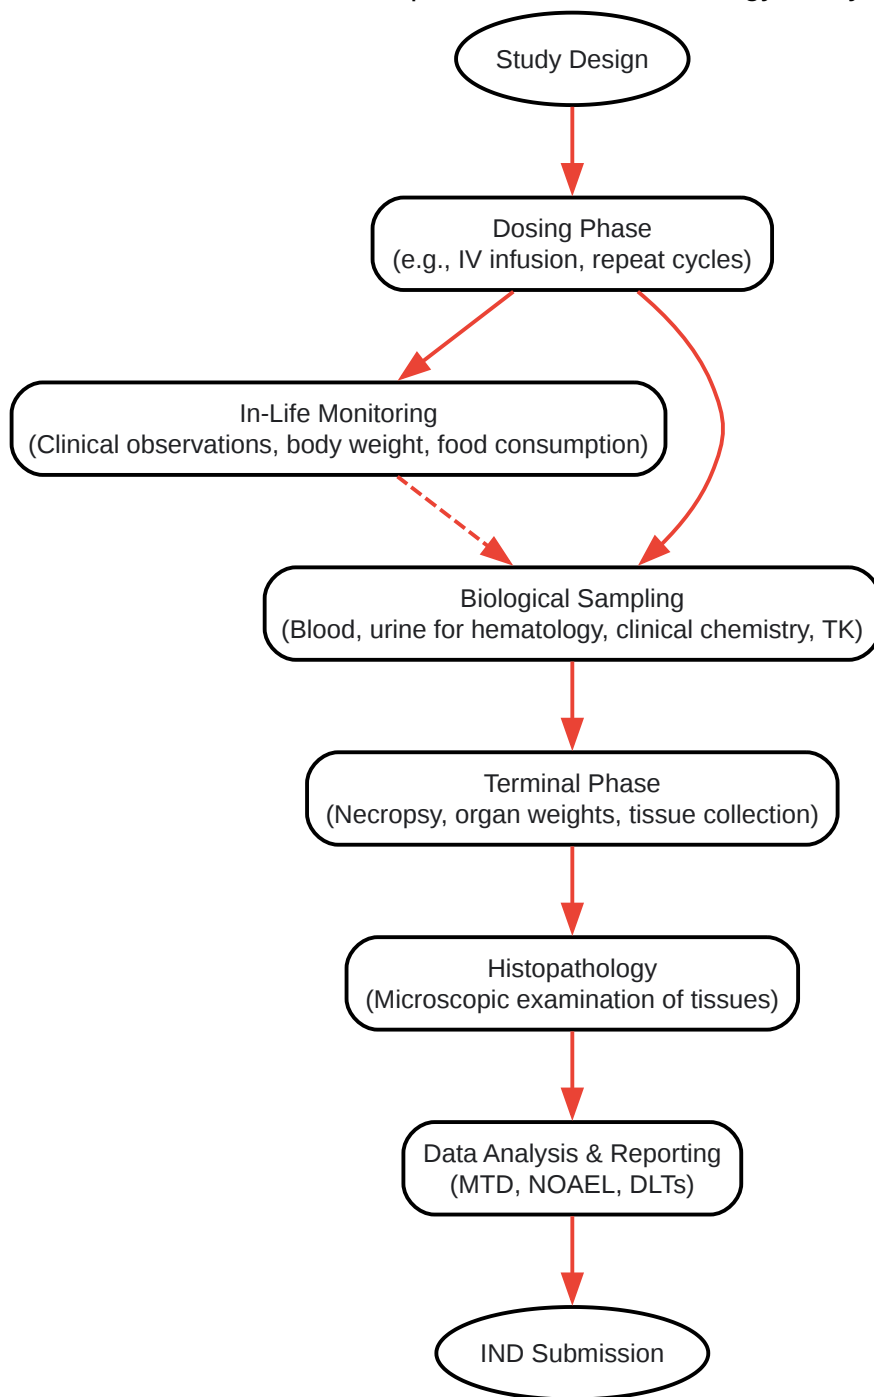 Study Design
Dosing Phase
(e.g., IV infusion, repeat cycles)
In-Life Monitoring
(Clinical observations, body weight, food consumption)
Biological Sampling
(Blood, urine for hematology, clinical chemistry, TK)
Terminal Phase
(Necropsy, organ weights, tissue collection)
Histopathology
(Microscopic examination of tissues)
Data Analysis & Reporting
(MTD, NOAEL, DLTs)
IND Submission